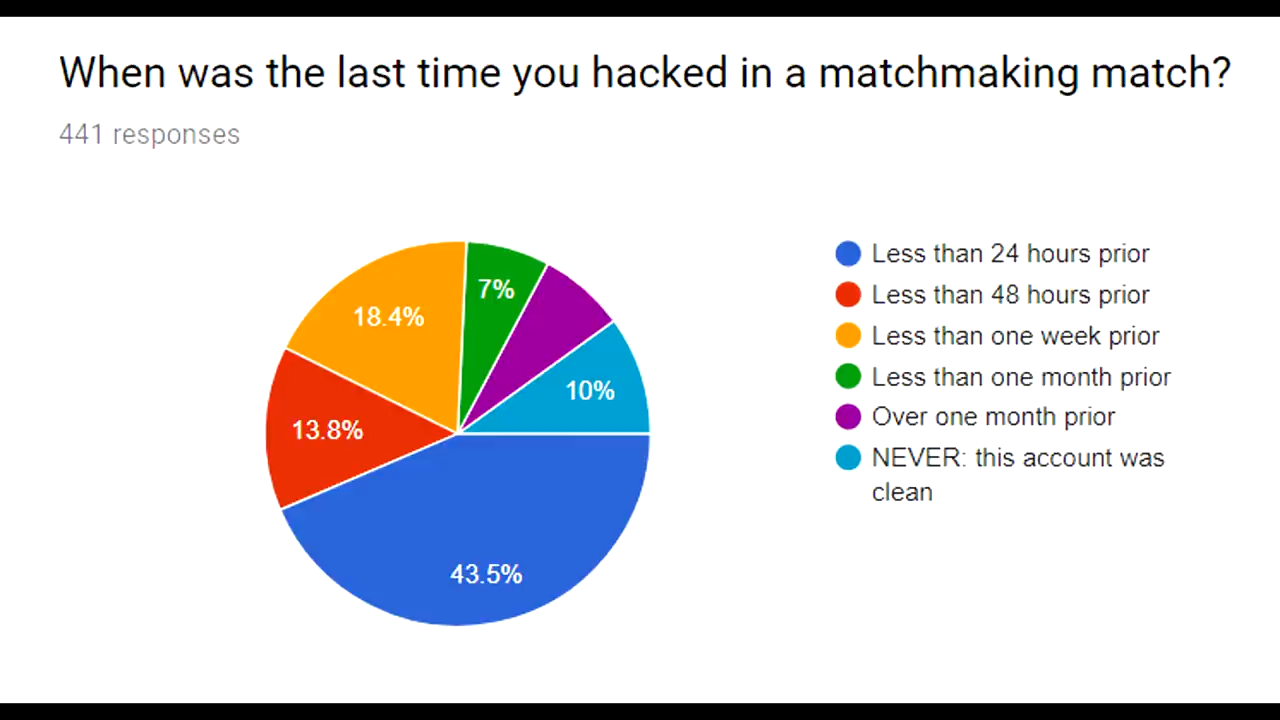 When was the last time you hacked in a matchmaking match?
441 responses
7%
18.4%
10%
13.8%
43.5%
Less than 24 hours prior
Less than 48 hours prior
Less than one week prior
Less than one month prior
Over one month prior
NEVER: this account was
clean